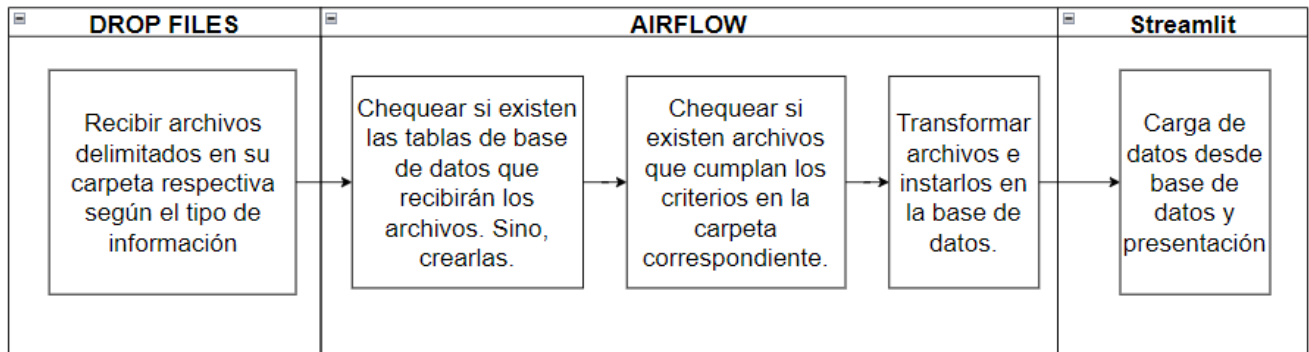 DROP FILES
AIRFLOW
Streamlit
Recibir archivos
delimitados en su
carpeta respectiva
según el tipo de
información
Chequear si existen
las tablas de base
de datos que
recibirán los
archivos. Sino,
crearlas.
Chequear si
existen archivos
que cumplan los
criterios en la
carpeta
correspondiente.
Transformar
archivos e
instarlos en
la base de
datos.
Carga de
datos desde
base de
datos y
presentación